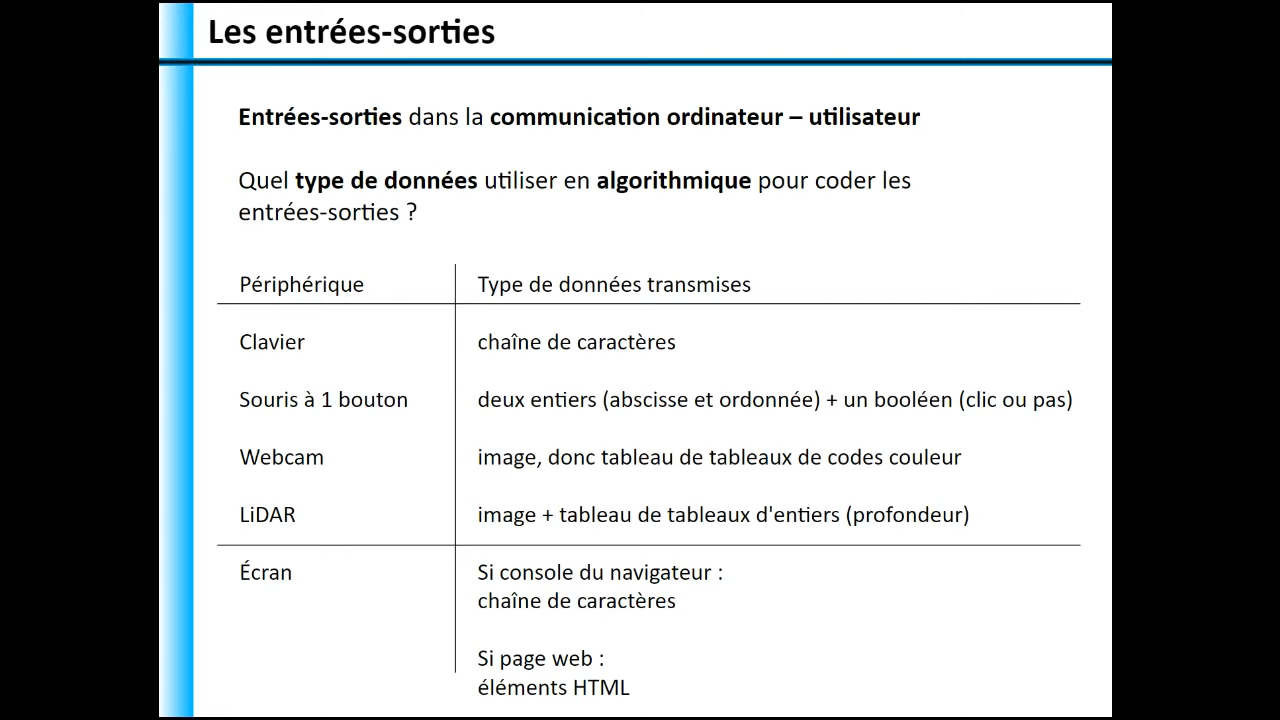 Les entrées-sorties
Entrées-sorties dans la communication ordinateur – utilisateur
Quel type de données utiliser en algorithmique pour coder les
entrées-sorties ?
Périphérique Type de données transmises
Clavier chaîne de caractères
Souris à 1 bouton deux entiers (abscisse et ordonnée) + un booléen (clic ou pas)
Webcam image, donc tableau de tableaux de codes couleur
LiDAR image + tableau de tableaux d'entiers (profondeur)
Écran Si console du navigateur :
chaîne de caractères
Si page web :
éléments HTML